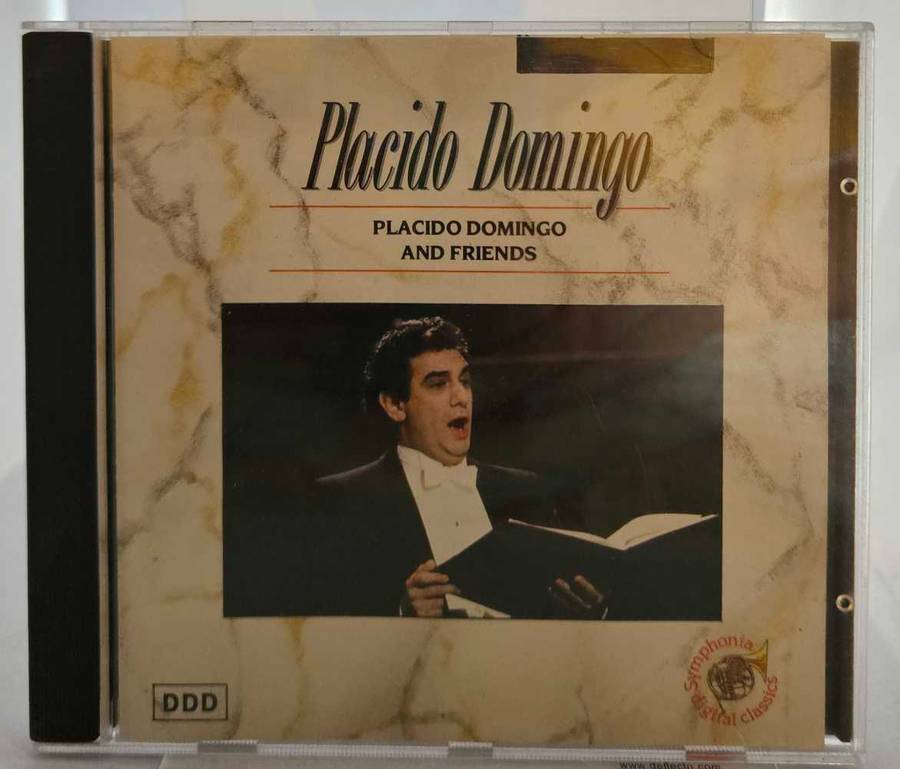 Placido Domingo
PLACIDO DOMINGO
AND FRIENDS
DDD
Symphonia
digital classics
www.deflecto.com